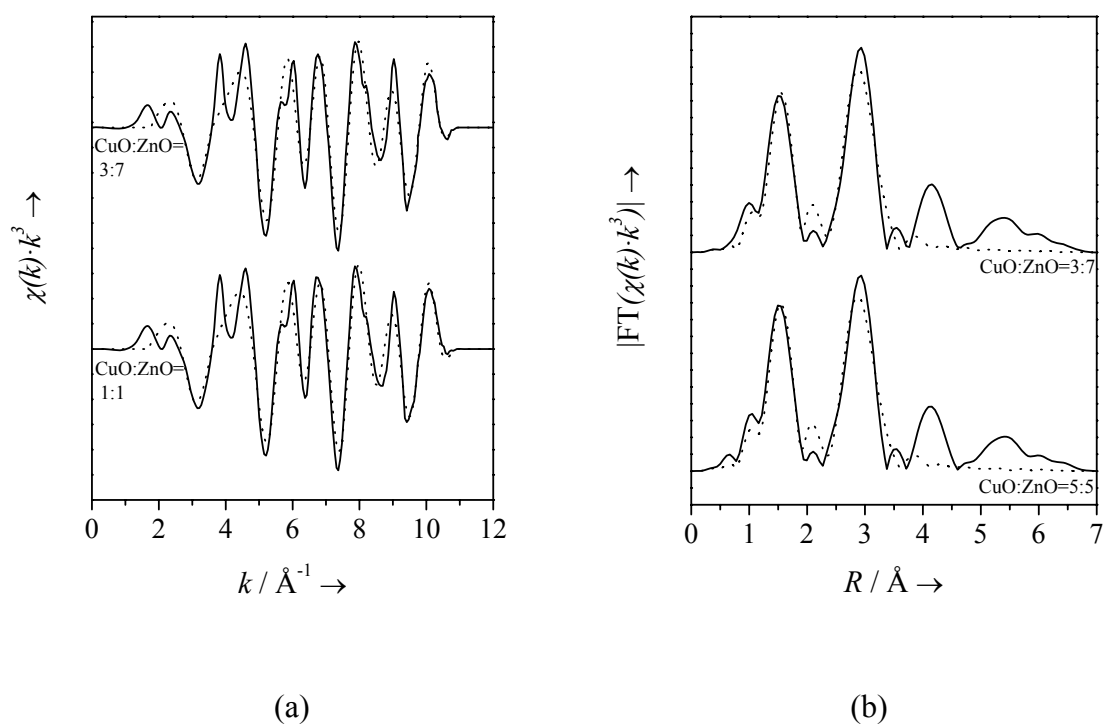 χ(k)·k³ →
CuO:ZnO=
3:7
CuO:ZnO=
1:1
0 2 4 6 8 10 12
k / Å⁻¹ →
(a)
|FT(χ(k)·k³)| →
CuO:ZnO=3:7
CuO:ZnO=5:5
0 1 2 3 4 5 6 7
R / Å →
(b)